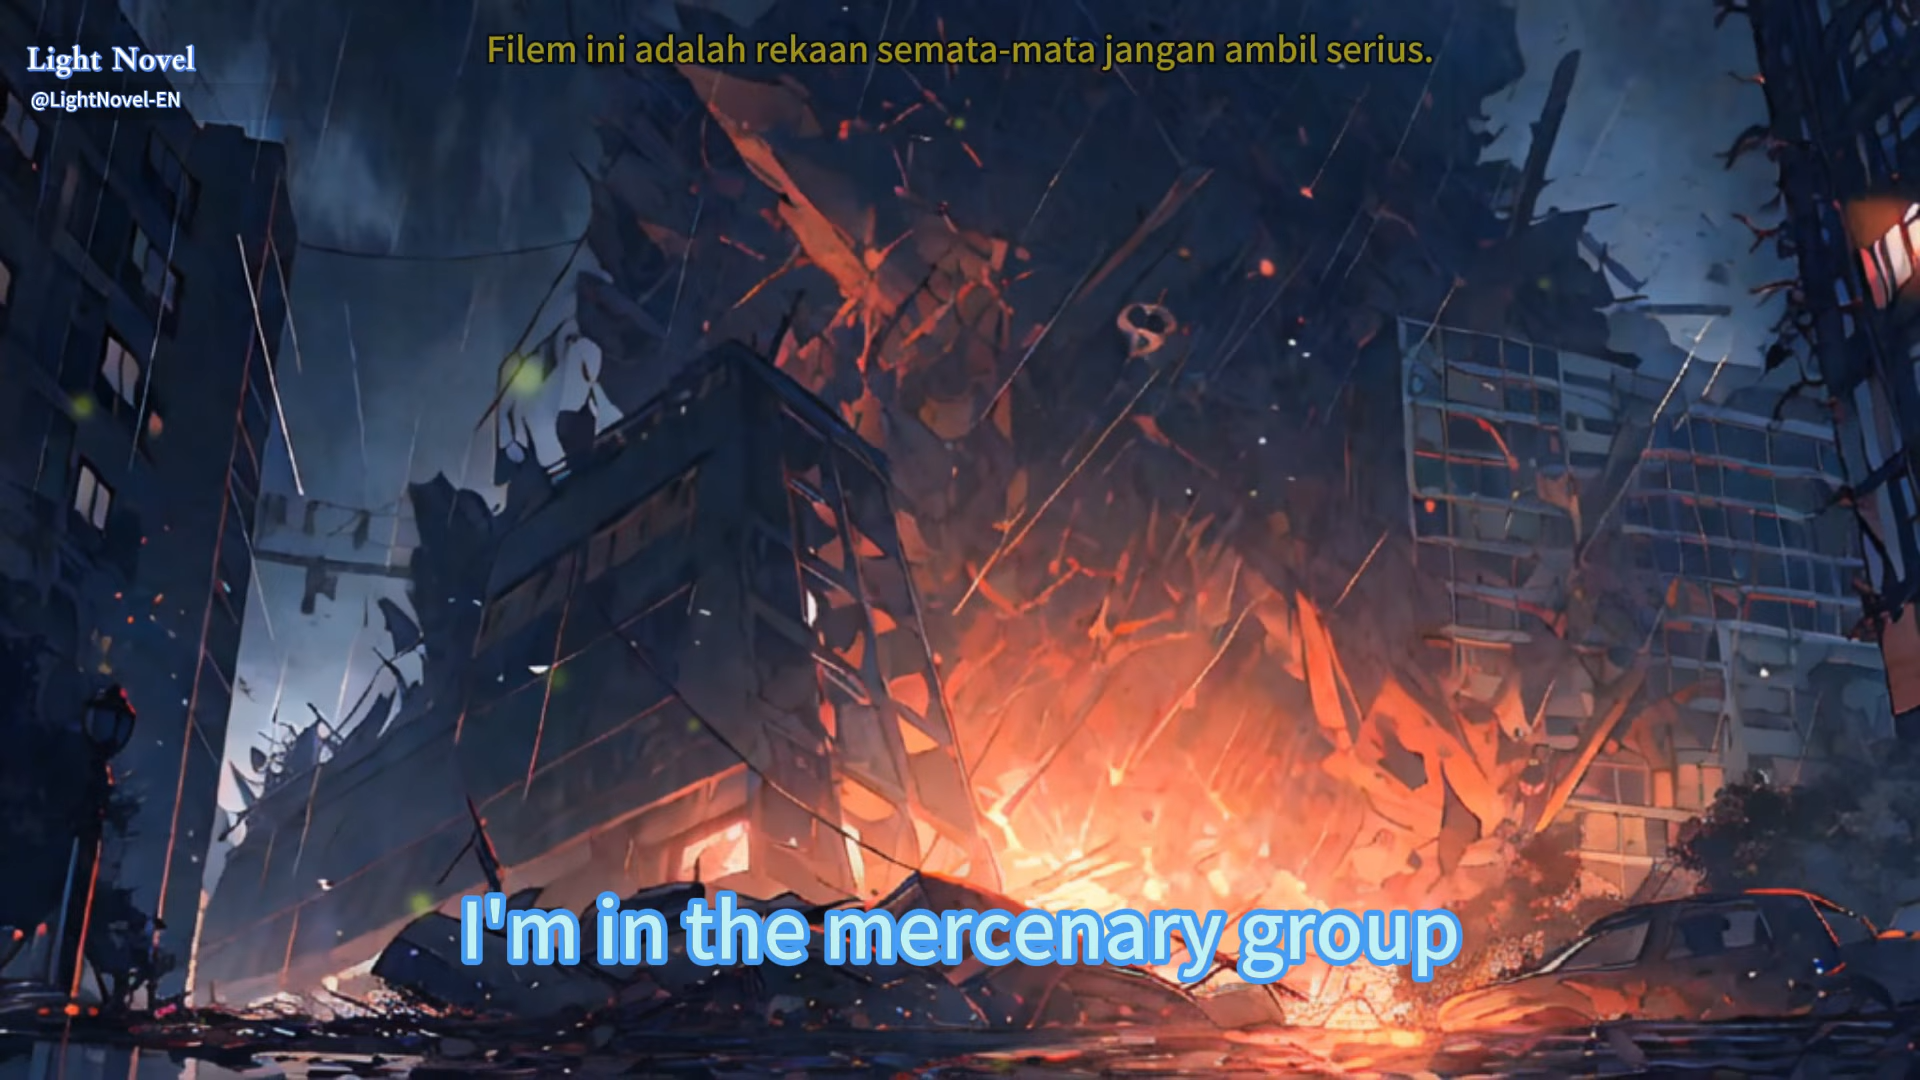 Filem ini adalah rekaan semata-mata jangan ambil serius.
Light Novel
@LightNovel-EN
I'm in the mercenary group